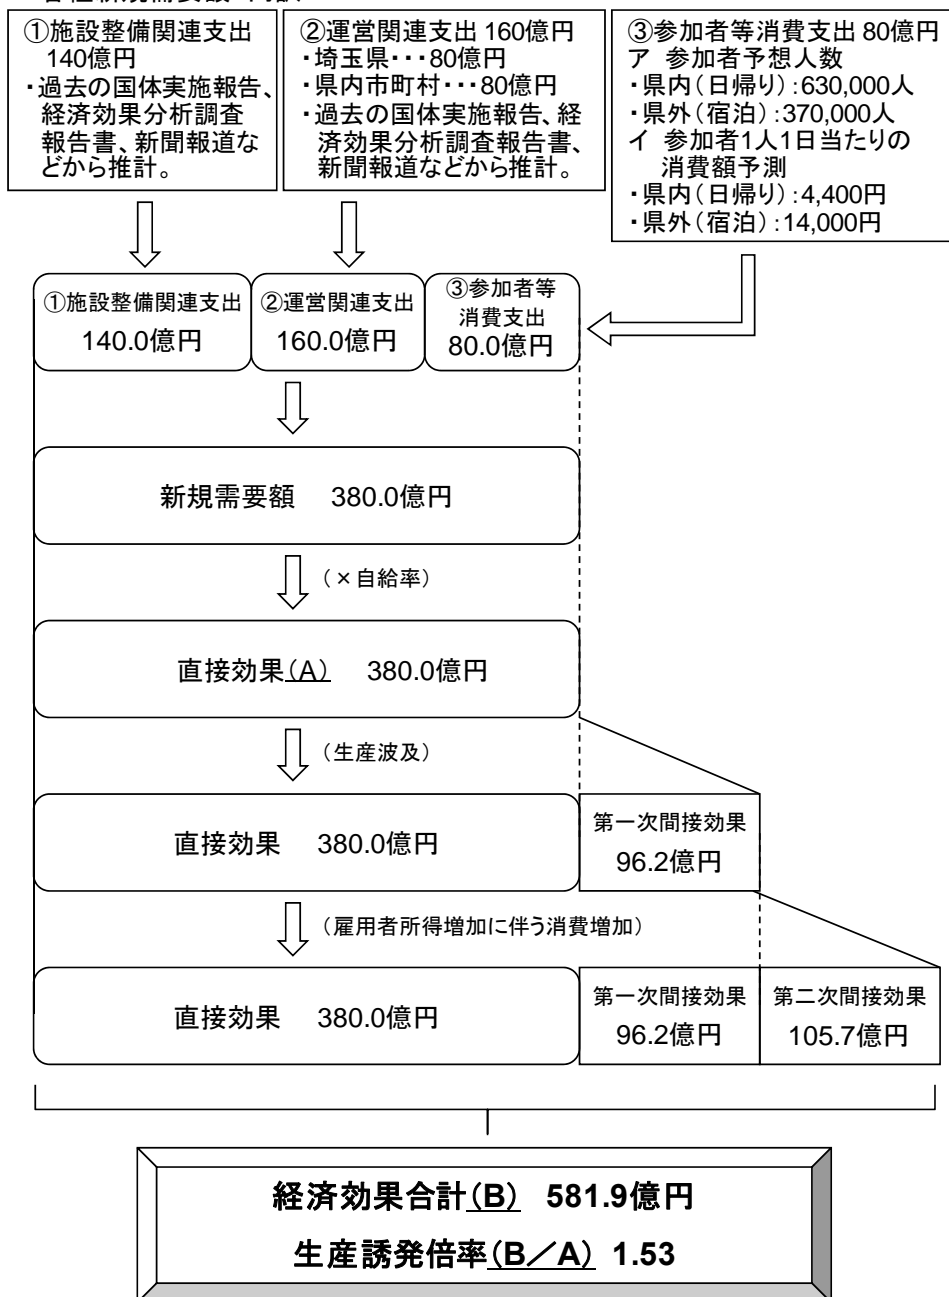 ①施設整備関連支出
140億円
・過去の国体実施報告、
経済効果分析調査
報告書、新聞報道な
どから推計。
②運営関連支出 160億円
・埼玉県・・・80億円
・県内市町村・・・80億円
・過去の国体実施報告、経
済効果分析調査報告書、
新聞報道などから推計。
③参加者等消費支出 80億円
ア 参加者予想人数
・県内(日帰り):630,000人
・県外(宿泊):370,000人
イ 参加者1人1日当たりの
消費額予測
・県内(日帰り):4,400円
・県外(宿泊):14,000円
①施設整備関連支出
140.0億円
②運営関連支出
160.0億円
③参加者等
消費支出
80.0億円
新規需要額 380.0億円
(×自給率)
直接効果(A) 380.0億円
(生産波及)
直接効果 380.0億円
第一次間接効果
96.2億円
(雇用者所得増加に伴う消費増加)
直接効果 380.0億円
第一次間接効果
96.2億円
第二次間接効果
105.7億円
経済効果合計(B) 581.9億円
生産誘発倍率(B/A) 1.53